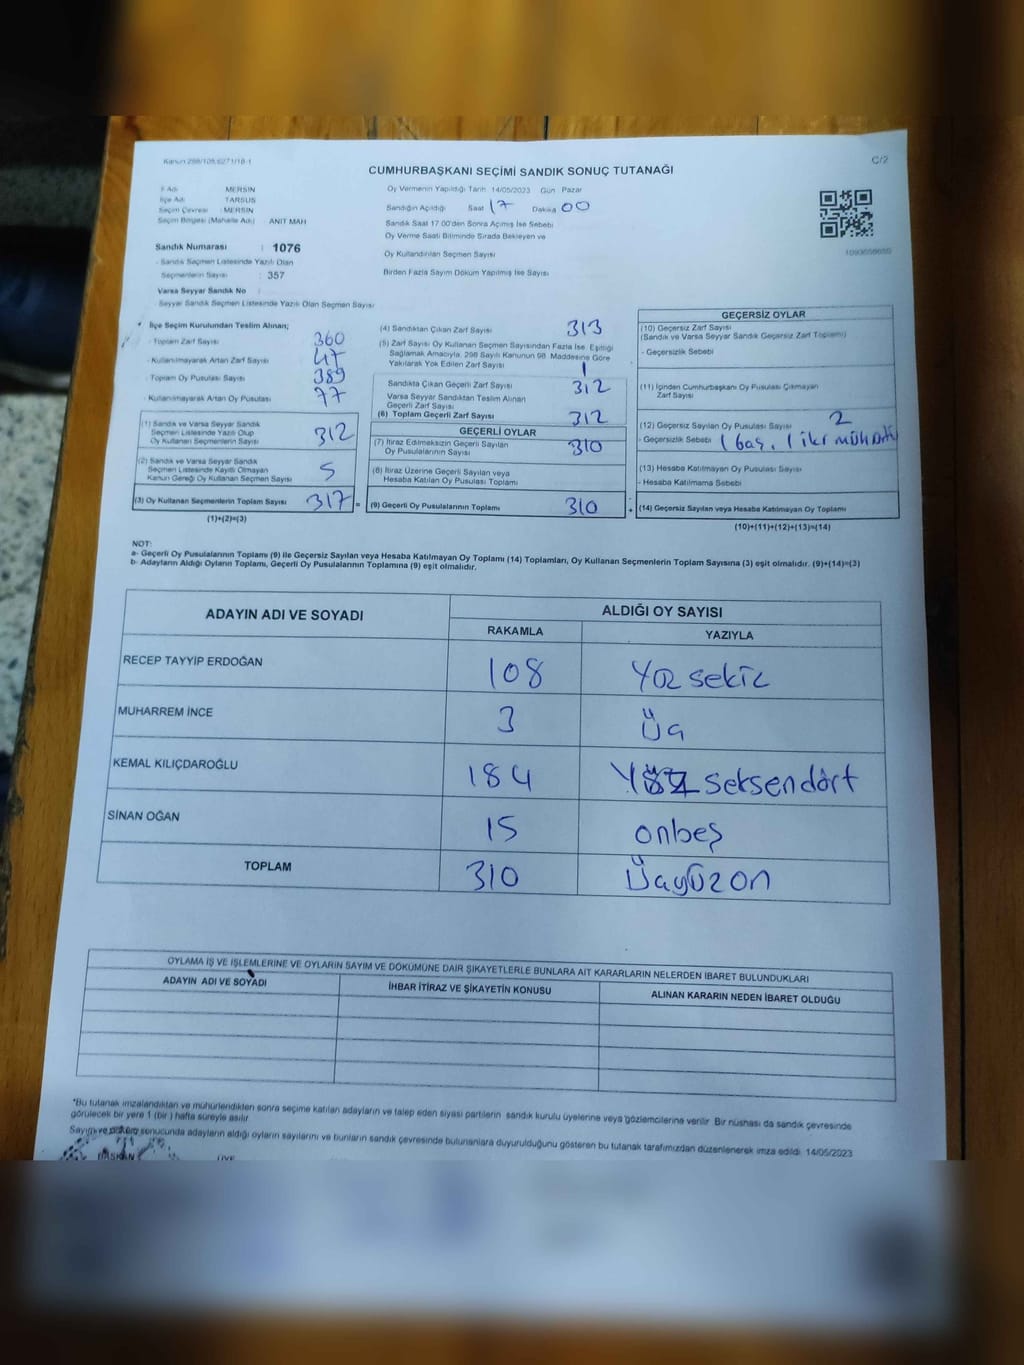 Kanun 298/105,6271/18-1
C/2
CUMHURBAŞKANI SEÇİMİ SANDIK SONUÇ TUTANAĞI
İl Adı MERSİN
İlçe Adı TARSUS
Seçim Çevresi : MERSİN
Seçim Bölgesi (Mahalle Adı) ANIT MAH
Sandık Numarası : 1076
- Sandık Seçmen Listesinde Yazılı Olan
Seçmenlerin Sayısı : 357
Varsa Seyyar Sandık No :
- Seyyar Sandık Seçmen Listesinde Yazılı Olan Seçmen Sayısı
Oy Vermenin Yapıldığı Tarih 14/05/2023 Gün Pazar
Sandığın Açıldığı Saat 17 Dakika 00
Sandık Saat 17.00'den Sonra Açımış İse Sebebi
Oy Verme Saati Bitiminde Sırada Bekleyen ve
Oy Kullandırılan Seçmen Sayısı
Birden Fazla Sayım Döküm Yapılmış İse Sayısı
1093658650
* İlçe Seçim Kurulundan Teslim Alınan;
- Toplam Zarf Sayısı 360
- Kullanılmayarak Artan Zarf Sayısı 47
- Toplam Oy Pusulası Sayısı 389
- Kullanılmayarak Artan Oy Pusulası 77
(1) Sandık ve Varsa Seyyar Sandık
Seçmen Listesinde Yazılı Olup
Oy Kullanan Seçmenlerin Sayısı 312
(2) Sandık ve Varsa Seyyar Sandık
Seçmen Listesinde Kayıtlı Olmayan
Kanun Gereği Oy Kullanan Seçmen Sayısı 5
(3) Oy Kullanan Seçmenlerin Toplam Sayısı 317 =
(1)+(2)=(3)
(4) Sandıktan Çıkan Zarf Sayısı 313
(5) Zarf Sayısı Oy Kullanan Seçmen Sayısından Fazla İse, Eşitliği
Sağlamak Amacıyla, 298 Sayılı Kanunun 98. Maddesine Göre
Yakılarak Yok Edilen Zarf Sayısı 1
Sandıkta Çıkan Geçerli Zarf Sayısı 312
Varsa Seyyar Sandıktan Teslim Alınan
Geçerli Zarf Sayısı
(6) Toplam Geçerli Zarf Sayısı 312
GEÇERLİ OYLAR
(7) İtiraz Edilmeksizin Geçerli Sayılan
Oy Pusulalarının Sayısı 310
(8) İtiraz Üzerine Geçerli Sayılan veya
Hesaba Katılan Oy Pusulası Toplamı
(9) Geçerli Oy Pusulalarının Toplamı 310 +
GEÇERSİZ OYLAR
(10) Geçersiz Zarf Sayısı
(Sandık ve Varsa Seyyar Sandık Geçersiz Zarf Toplamı)
- Geçersizlik Sebebi
(11) İçinden Cumhurbaşkanı Oy Pusulası Çıkmayan
Zarf Sayısı
(12) Geçersiz Sayılan Oy Pusulası Sayısı 2
- Geçersizlik Sebebi 1 boş, 1 iki mühürlü
(13) Hesaba Katılmayan Oy Pusulası Sayısı
- Hesaba Katılmama Sebebi
(14) Geçersiz Sayılan veya Hesaba Katılmayan Oy Toplamı
(10)+(11)+(12)+(13)=(14)
NOT:
a- Geçerli Oy Pusulalarının Toplamı (9) ile Geçersiz Sayılan veya Hesaba Katılmayan Oy Toplamı (14) Toplamları, Oy Kullanan Seçmenlerin Toplam Sayısına (3) eşit olmalıdır. (9)+(14)=(3)
b- Adayların Aldığı Oyların Toplamı, Geçerli Oy Pusulalarının Toplamına (9) eşit olmalıdır.
ADAYIN ADI VE SOYADI ALDIĞI OY SAYISI
RAKAMLA YAZIYLA
RECEP TAYYİP ERDOĞAN 108 Yüz sekiz
MUHARREM İNCE 3 Üç
KEMAL KILIÇDAROĞLU 184 Yüz seksendört
SİNAN OĞAN 15 onbeş
TOPLAM 310 Üçyüzon
OYLAMA İŞ VE İŞLEMLERİNE VE OYLARIN SAYIM VE DÖKÜMÜNE DAİR ŞİKAYETLERLE BUNLARA AİT KARARLARIN NELERDEN İBARET BULUNDUKLARI
ADAYIN ADI VE SOYADI İHBAR İTİRAZ VE ŞİKAYETİN KONUSU ALINAN KARARIN NEDEN İBARET OLDUĞU
*Bu tutanak imzalandıktan ve mühürlendikten sonra seçime katılan adayların ve talep eden siyasi partilerin sandık kurulu üyelerine veya gözlemcilerine verilir. Bir nüshası da sandık çevresinde
görülecek bir yere 1 (bir) hafta süreyle asılır.
Sayım ve döküm sonucunda adayların aldığı oyların sayılarını ve bunların sandık çevresinde bulunanlara duyurulduğunu gösteren bu tutanak tarafımızdan düzenlenerek imza edildi. 14/05/2023
BAŞKAN ÜYE